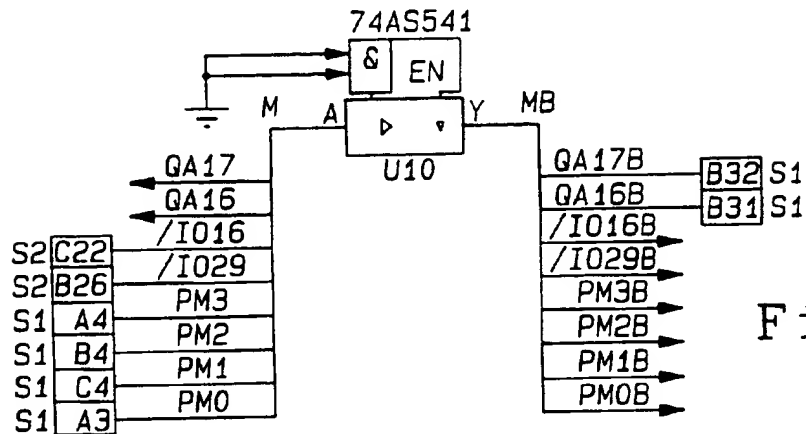 74AS541
&
EN
M
A
Y
MB
U10
QA17
QA16
/IO16
S2 C22
/IO29
S2 B26
PM3
S1 A4
PM2
S1 B4
PM1
S1 C4
PM0
S1 A3
QA17B
B32 S1
QA16B
B31 S1
/IO16B
/IO29B
PM3B
PM2B
PM1B
PM0B